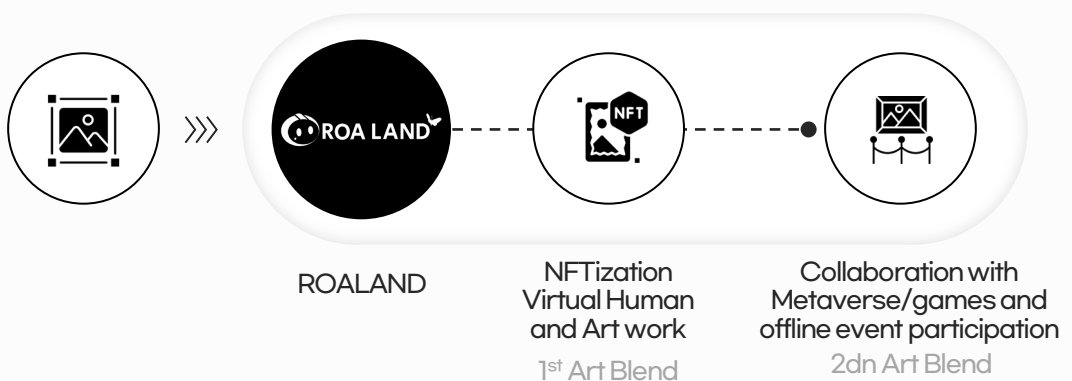 ROA LAND
NFT
ROALAND
NFTization
Virtual Human
and Art work
1st Art Blend
Collaboration with
Metaverse/games and
offline event participation
2dn Art Blend